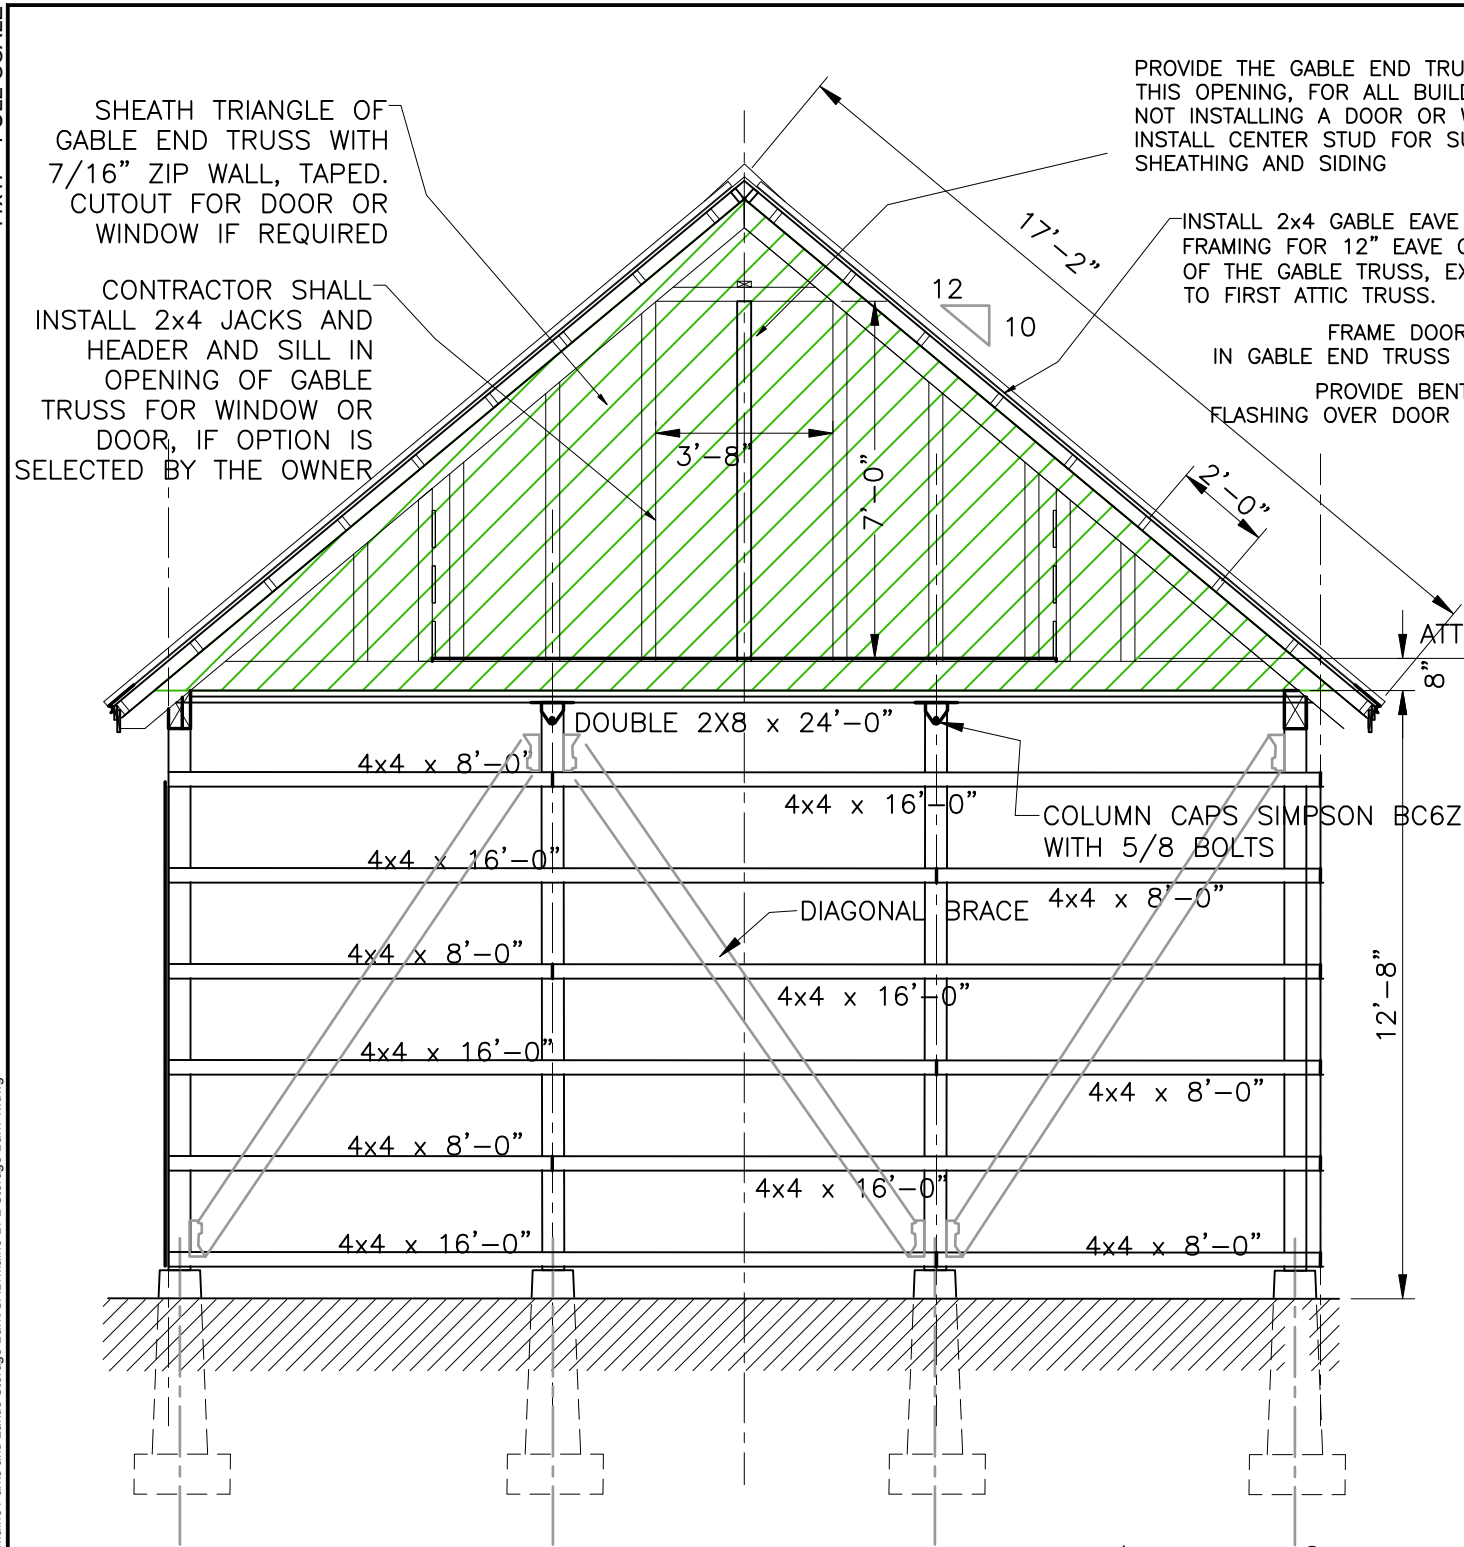 SHEATH TRIANGLE OF
GABLE END TRUSS WITH
7/16" ZIP WALL, TAPED.
CUTOUT FOR DOOR OR
WINDOW IF REQUIRED
CONTRACTOR SHALL
INSTALL 2x4 JACKS AND
HEADER AND SILL IN
OPENING OF GABLE
TRUSS FOR WINDOW OR
DOOR, IF OPTION IS
SELECTED BY THE OWNER
PROVIDE THE GABLE END
THIS OPENING, FOR ALL
NOT INSTALLING A DOOR OR
INSTALL CENTER STUD FOR
SHEATHING AND SIDING
17'-2"
INSTALL 2x4 GABLE EAVE
FRAMING FOR 12" EAVE
OF THE GABLE TRUSS,
TO FIRST ATTIC TRUSS.
12
10
FRAME DOOR
IN GABLE END TRUSS
PROVIDE BENT
FLASHING OVER DOOR
3'-8"
7'-0"
2'-0"
8"
DOUBLE 2X8 x 24'-0"
4x4 x 8'-0'
4x4 x 16'-0"
COLUMN CAPS SIMPSON BC6Z
WITH 5/8 BOLTS
4x4 x 16'-0"
4x4 x 8'-0"
DIAGONAL BRACE
4x4 x 8'-0"
4x4 x 16'-0"
12'-8"
4x4 x 16'-0"
4x4 x 8'-0"
4x4 x 8'-0"
4x4 x 16'-0"
4x4 x 16'-0"
4x4 x 8'-0"